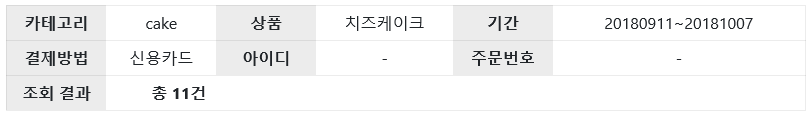 카테고리 cake 상품 치즈케이크 기간 20180911~20181007
결제방법 신용카드 아이디 - 주문번호 -
조회 결과 총 11건